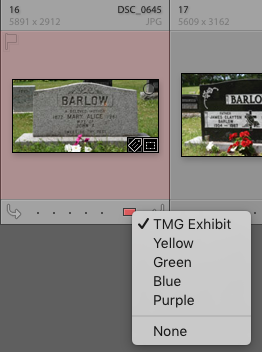 16 DSC_0645 17
5891 x 2912 JPG 5609 x 3162
BARLOW
MARY ALICE
BARLOW
TMG Exhibit
Yellow
Green
Blue
Purple
None